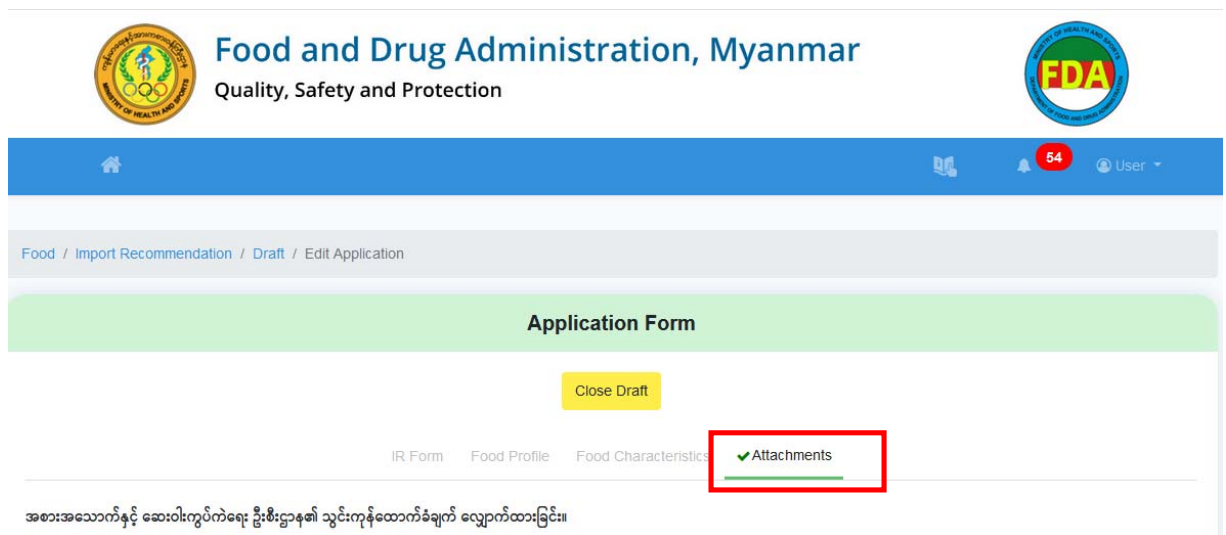 Food and Drug Administration, Myanmar
Quality, Safety and Protection
FDA
54
User
Food / Import Recommendation / Draft / Edit Application
Application Form
Close Draft
IR Form Food Profile Food Characteristics Attachments
အစားအသောက်နှင့် ဆေးဝါးကွပ်ကဲရေး ဦးစီးဌာန၏ သွင်းကုန်ထောက်ခံချက် လျှောက်ထားခြင်း။